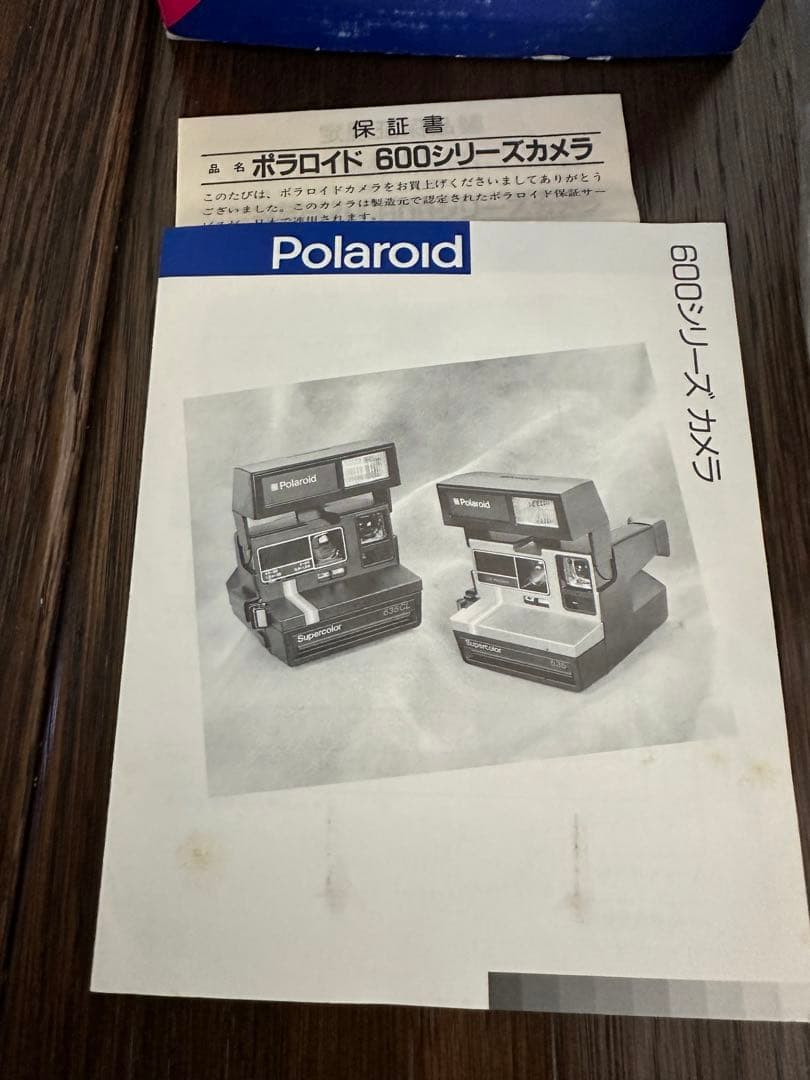 保証書
品名 ポラロイド 600シリーズカメラ
このたびは、ポラロイドカメラをお買上げくださいましてありがとう
ございました。このカメラは製造元で認定されたポラロイド保証サー
Polaroid
600シリーズ カメラ
Polaroid
635CL
Supercolor
Polaroid
Supercolor
635